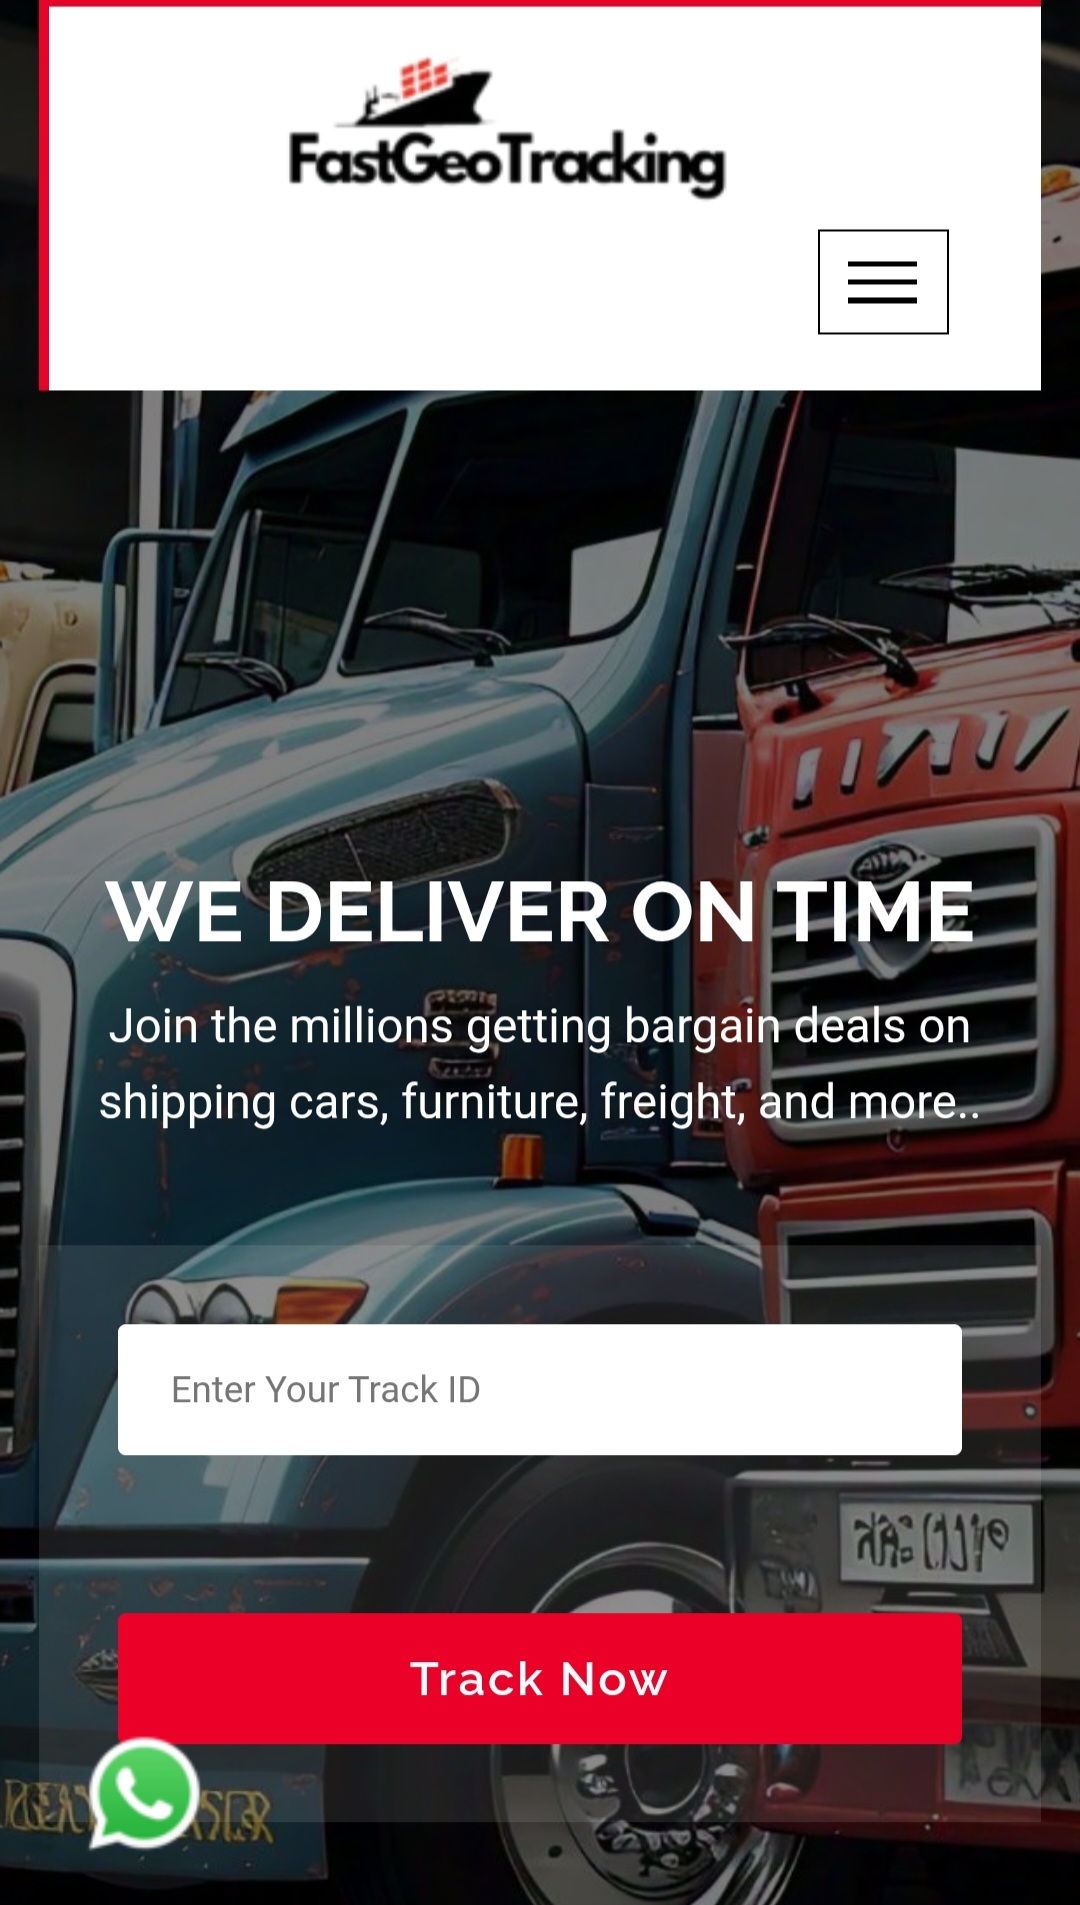 FastGeoTracking
WE DELIVER ON TIME
Join the millions getting bargain deals on
shipping cars, furniture, freight, and more..
Enter Your Track ID
Track Now